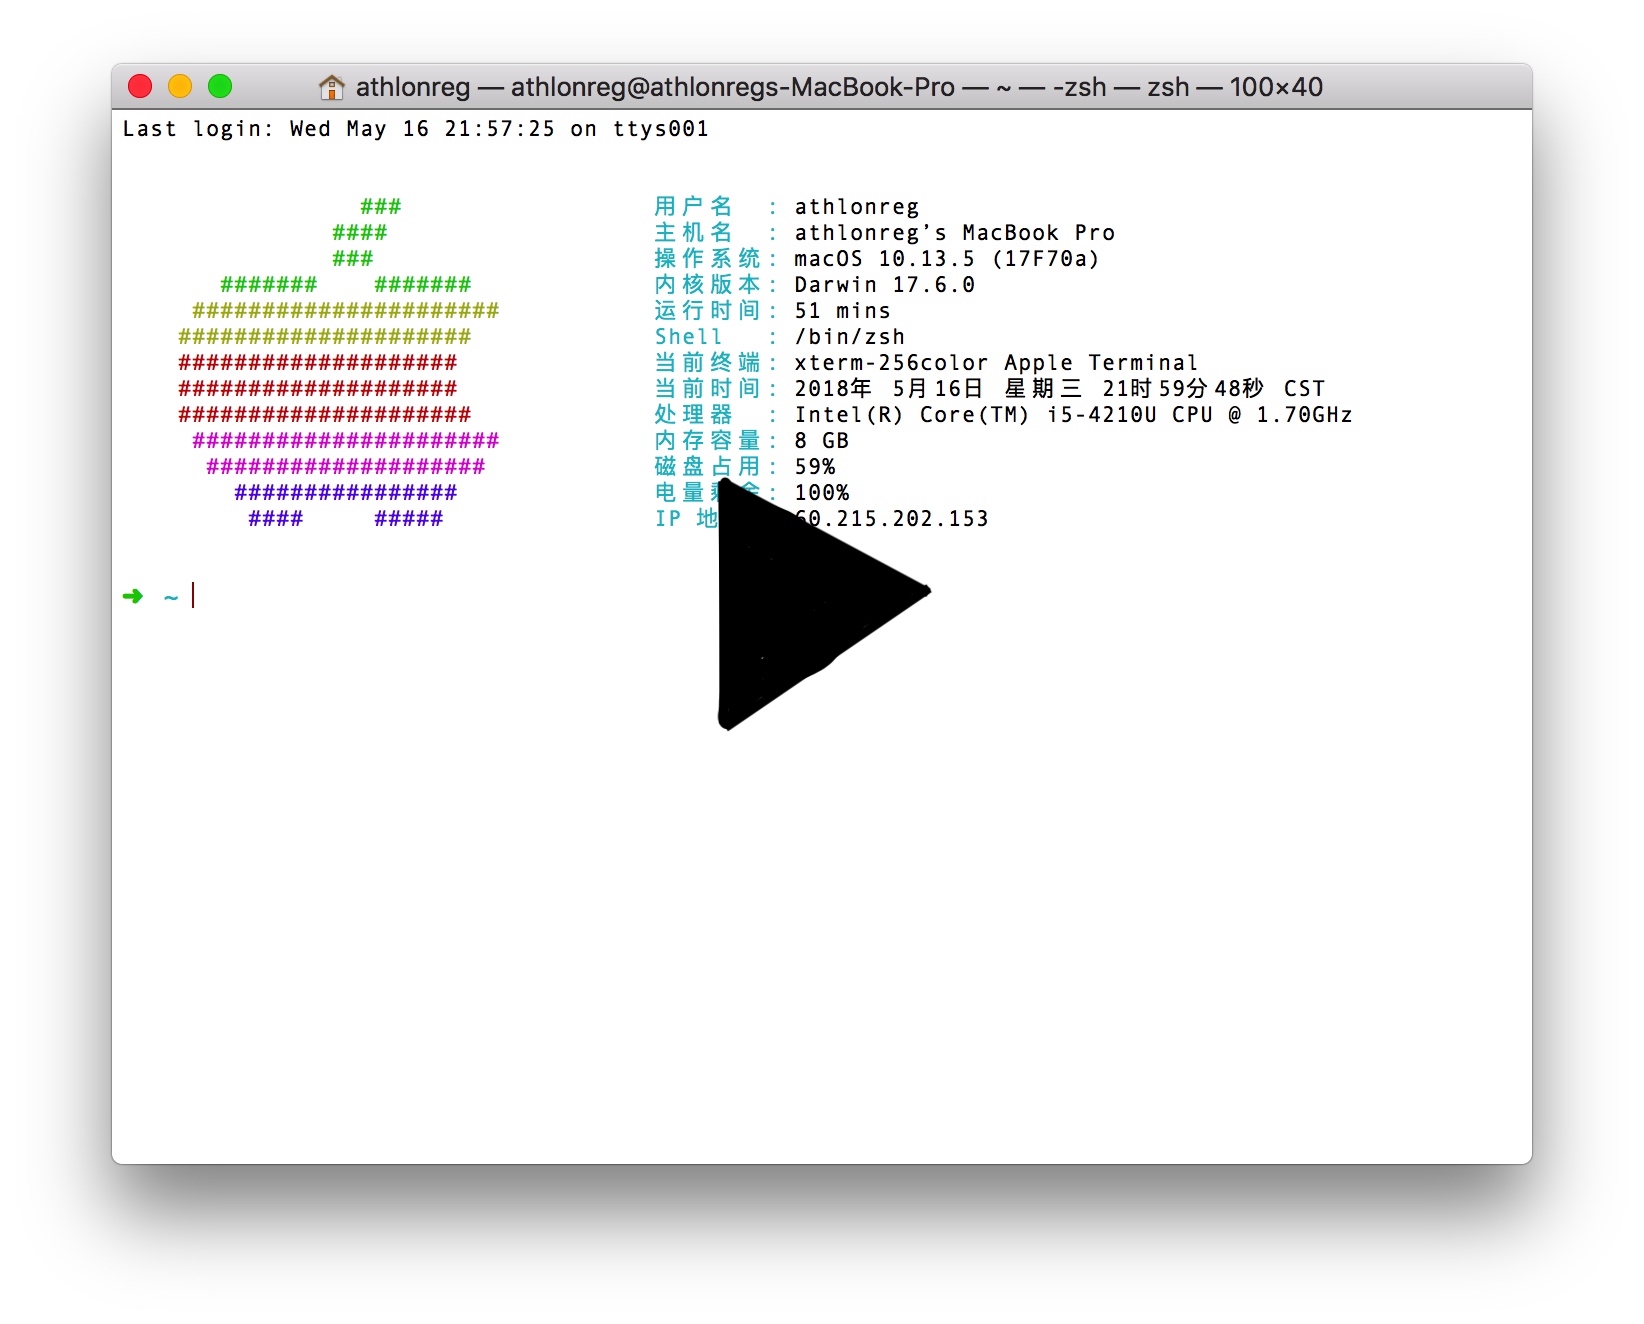 athlonreg — athlonreg@athlonregs-MacBook-Pro — ~ — -zsh — zsh — 100×40
Last login: Wed May 16 21:57:25 on ttys001
###
####
###
####### #######
######################
#####################
####################
####################
#####################
######################
####################
################
#### #####
用户名 : athlonreg
主机名 : athlonreg’s MacBook Pro
操作系统: macOS 10.13.5 (17F70a)
内核版本: Darwin 17.6.0
运行时间: 51 mins
Shell : /bin/zsh
当前终端: xterm-256color Apple Terminal
当前时间: 2018年 5月16日 星期三 21时59分48秒 CST
处理器 : Intel(R) Core(TM) i5-4210U CPU @ 1.70GHz
内存容量: 8 GB
磁盘占用: 59%
电量: 100%
IP 地 60.215.202.153
➜ ~